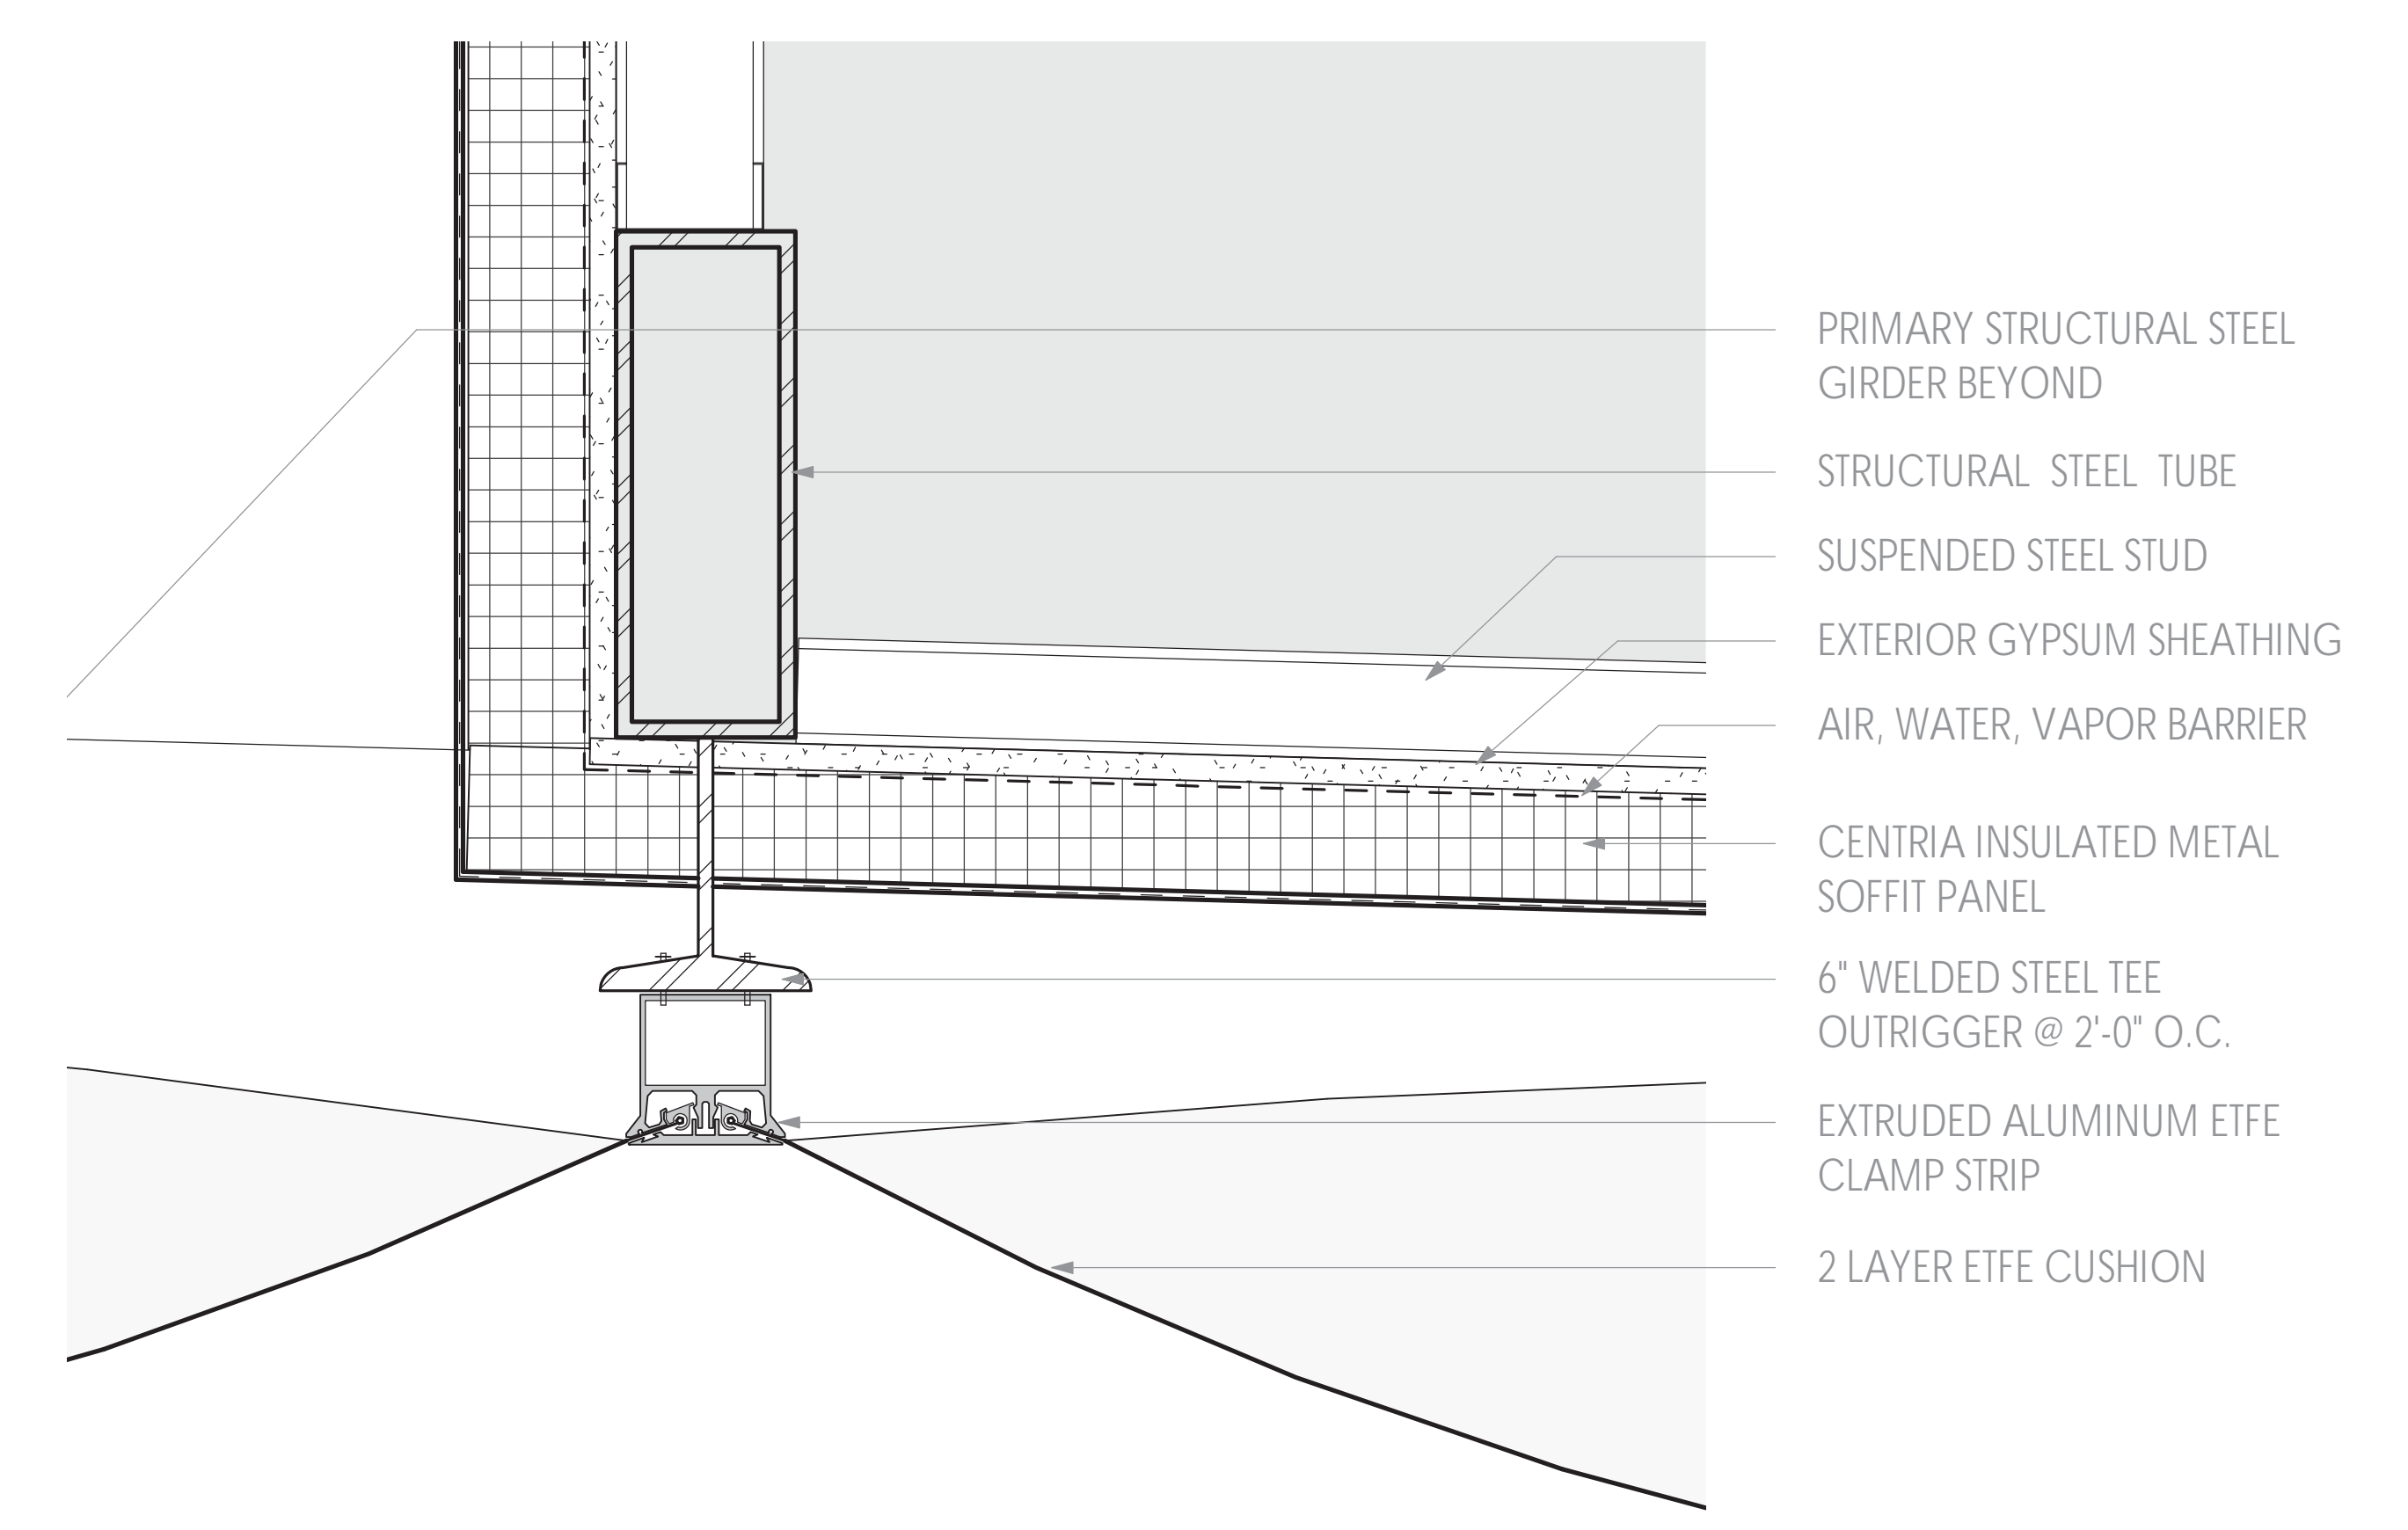 PRIMARY STRUCTURAL STEEL
GIRDER BEYOND
STRUCTURAL STEEL TUBE
SUSPENDED STEEL STUD
EXTERIOR GYPSUM SHEATHING
AIR, WATER, VAPOR BARRIER
CENTRIA INSULATED METAL
SOFFIT PANEL
6" WELDED STEEL TEE
OUTRIGGER @ 2'-0" O.C.
EXTRUDED ALUMINUM ETFE
CLAMP STRIP
2 LAYER ETFE CUSHION